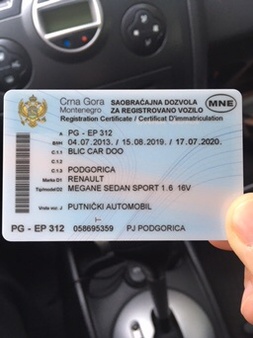 Crna Gora SAOBRAĆAJNA DOZVOLA MNE
Montenegro ZA REGISTROVANO VOZILO
Registration Certificate / Certificat D'immatriculation
A PG - EP 312
B/I/H 04.07.2013. / 15.08.2019. / 17.07.2020.
C.1.1 BLIC CAR DOO
C.1.2
C.1.3 PODGORICA
Marka D1 RENAULT
Tip/model D2 MEGANE SEDAN SPORT 1.6 16V
Vrsta voz. J PUTNIČKI AUTOMOBIL
PG - EP 312 058695359 PJ PODGORICA